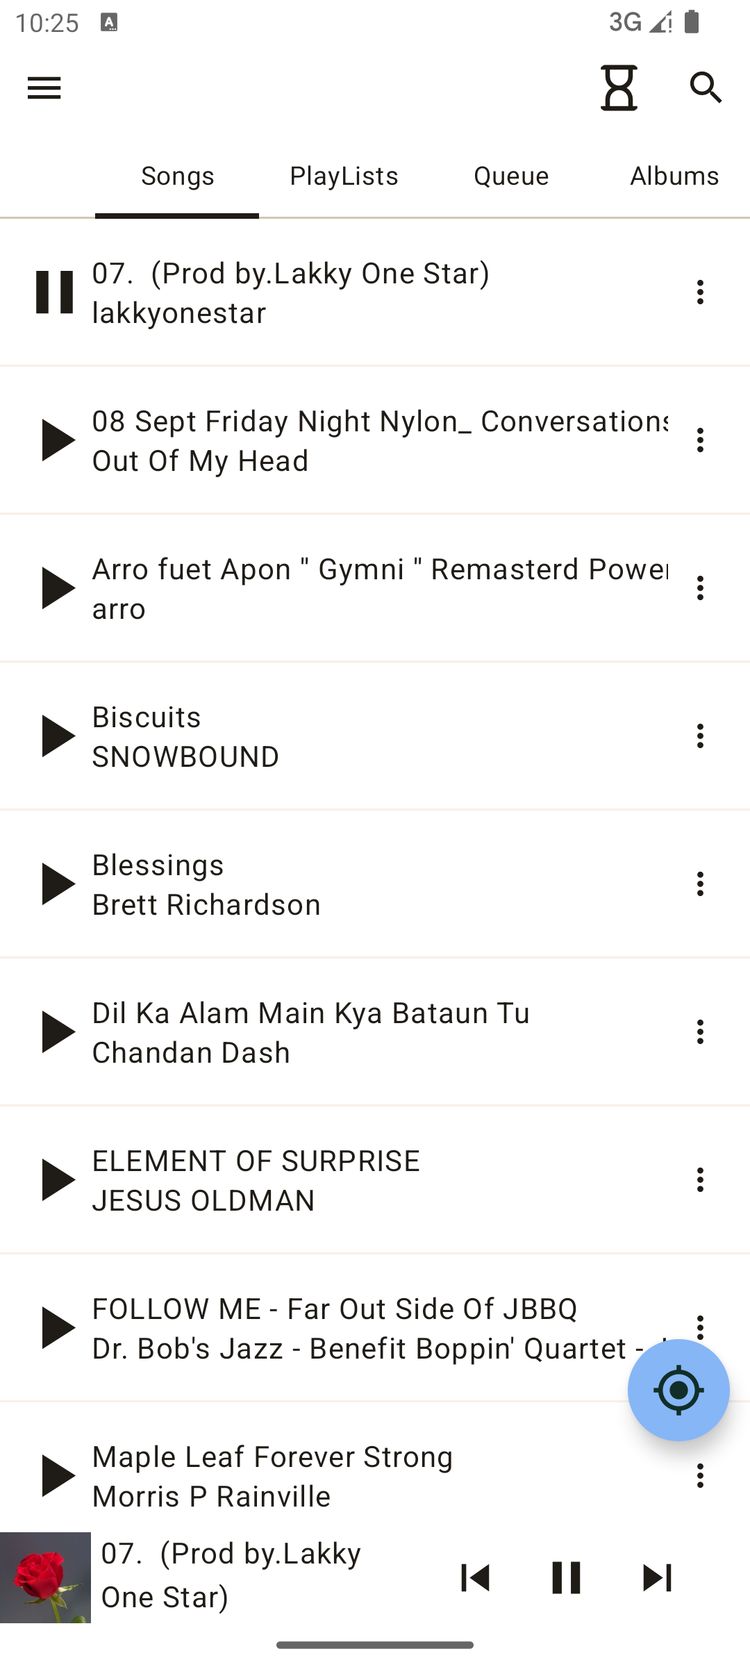 10:25
3G
Songs
PlayLists
Queue
Albums
07.  (Prod by.Lakky One Star)
lakkyonestar
08 Sept Friday Night Nylon_ Conversations
Out Of My Head
Arro fuet Apon " Gymni " Remasterd Power
arro
Biscuits
SNOWBOUND
Blessings
Brett Richardson
Dil Ka Alam Main Kya Bataun Tu
Chandan Dash
ELEMENT OF SURPRISE
JESUS OLDMAN
FOLLOW ME - Far Out Side Of JBBQ
Dr. Bob's Jazz - Benefit Boppin' Quartet -
Maple Leaf Forever Strong
Morris P Rainville
07.  (Prod by.Lakky
One Star)